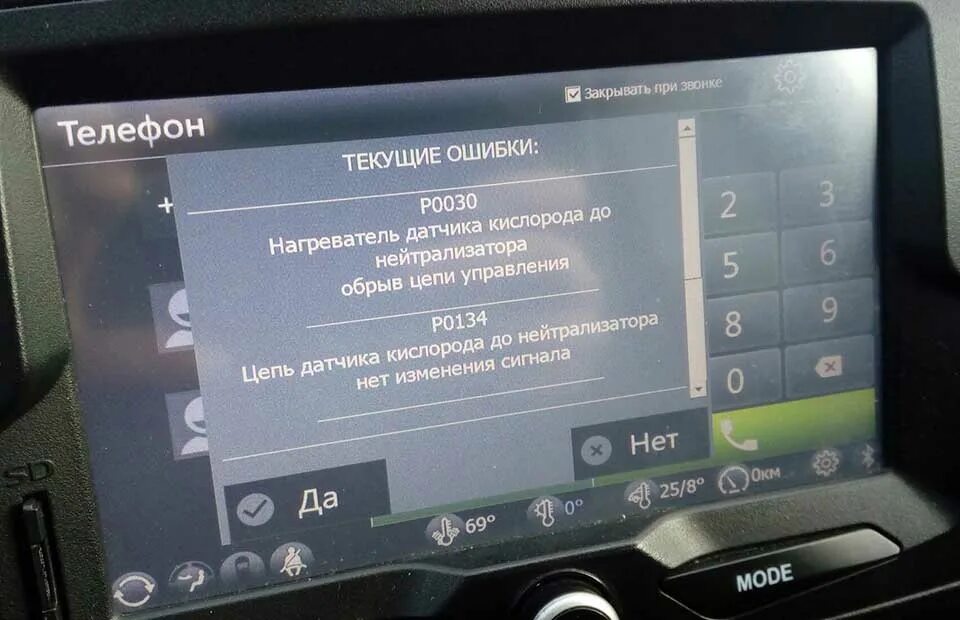 Закрывать при звонке
Телефон
ТЕКУЩИЕ ОШИБКИ:
+
P0030
Нагреватель датчика кислорода до
нейтрализатора
обрыв цепи управления
P0134
Цепь датчика кислорода до нейтрализатора
нет изменения сигнала
2 3
5 6
8 9
0
Да
Нет
69° 0° 25/8° 0км
SD
MODE